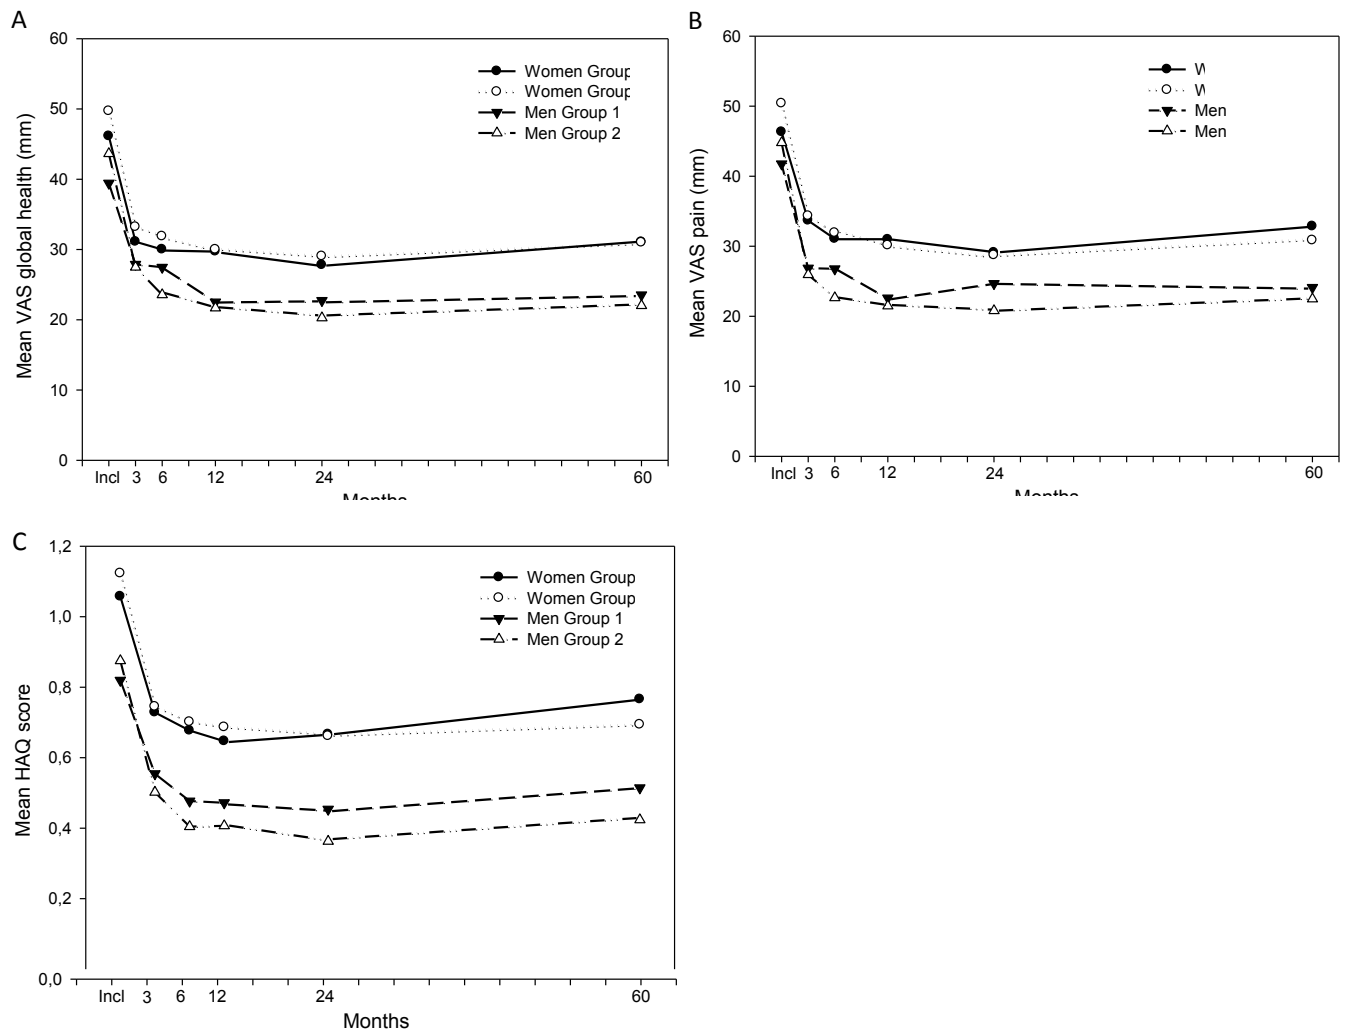 A
60
50
40
30
20
10
0
Mean VAS global health (mm)
Women Group
Women Group
Men Group 1
Men Group 2
Incl 3 6 12 24 60
Months
B
60
50
40
30
20
10
0
Mean VAS pain (mm)
W
W
Men
Men
Incl 3 6 12 24 60
Months
C
1,2
1,0
0,8
0,6
0,4
0,2
0,0
Mean HAQ score
Women Group
Women Group
Men Group 1
Men Group 2
Incl 3 6 12 24 60
Months